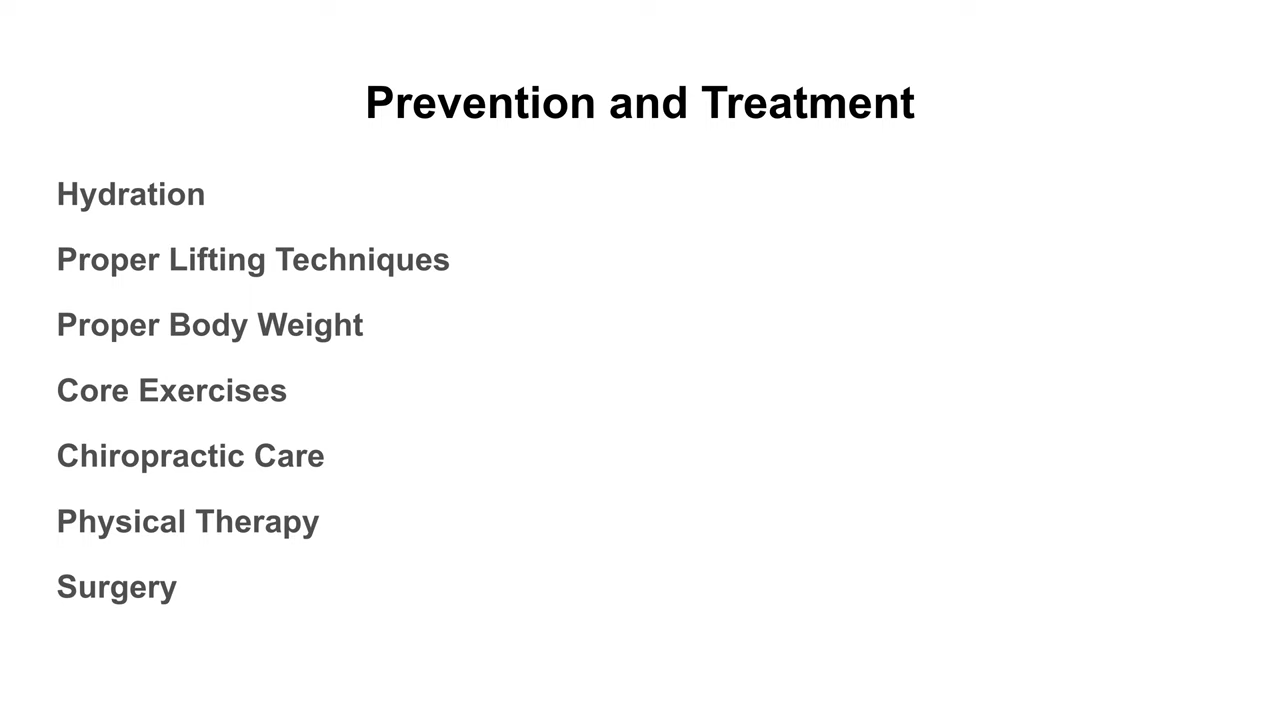 Prevention and Treatment
Hydration
Proper Lifting Techniques
Proper Body Weight
Core Exercises
Chiropractic Care
Physical Therapy
Surgery